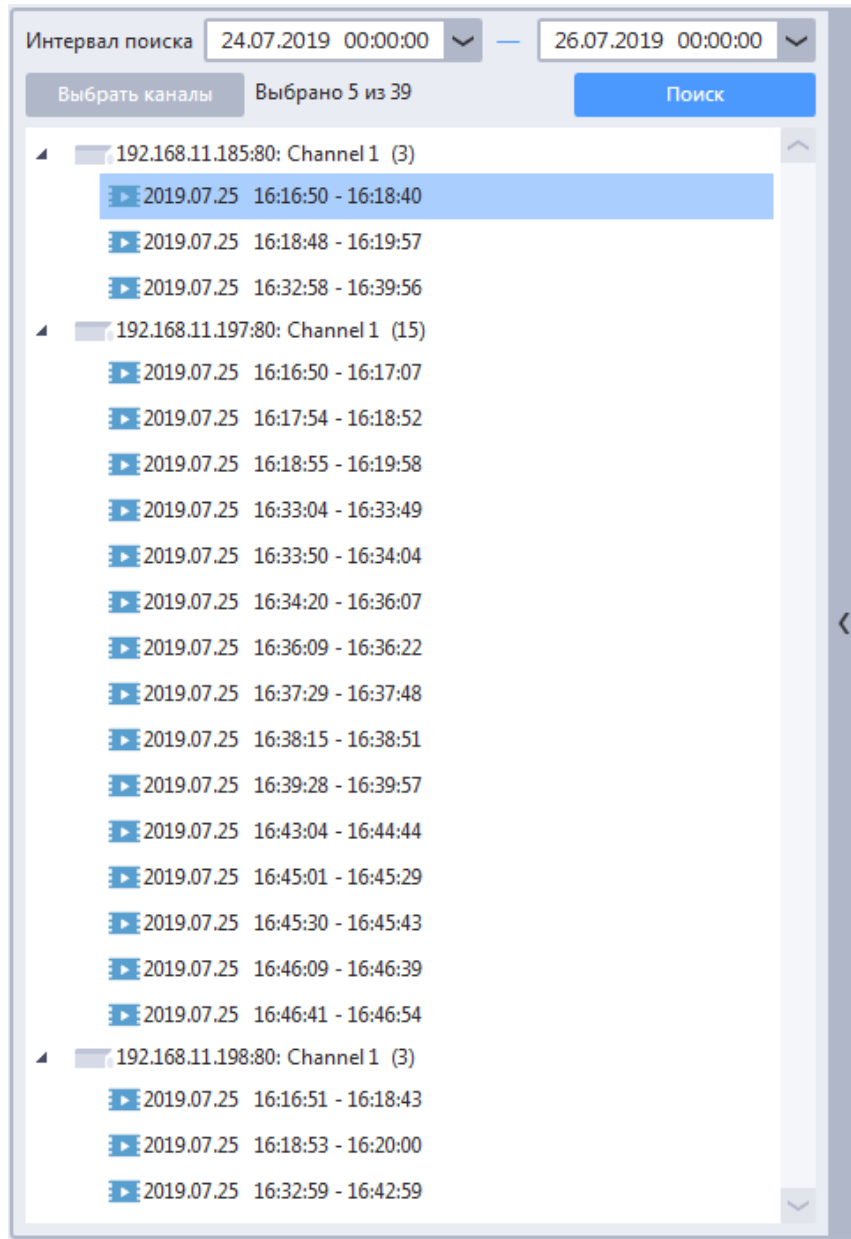 Интервал поиска 24.07.2019 00:00:00 — 26.07.2019 00:00:00
Выбрать каналы Выбрано 5 из 39 Поиск
192.168.11.185:80: Channel 1 (3)
2019.07.25 16:16:50 - 16:18:40
2019.07.25 16:18:48 - 16:19:57
2019.07.25 16:32:58 - 16:39:56
192.168.11.197:80: Channel 1 (15)
2019.07.25 16:16:50 - 16:17:07
2019.07.25 16:17:54 - 16:18:52
2019.07.25 16:18:55 - 16:19:58
2019.07.25 16:33:04 - 16:33:49
2019.07.25 16:33:50 - 16:34:04
2019.07.25 16:34:20 - 16:36:07
2019.07.25 16:36:09 - 16:36:22
2019.07.25 16:37:29 - 16:37:48
2019.07.25 16:38:15 - 16:38:51
2019.07.25 16:39:28 - 16:39:57
2019.07.25 16:43:04 - 16:44:44
2019.07.25 16:45:01 - 16:45:29
2019.07.25 16:45:30 - 16:45:43
2019.07.25 16:46:09 - 16:46:39
2019.07.25 16:46:41 - 16:46:54
192.168.11.198:80: Channel 1 (3)
2019.07.25 16:16:51 - 16:18:43
2019.07.25 16:18:53 - 16:20:00
2019.07.25 16:32:59 - 16:42:59